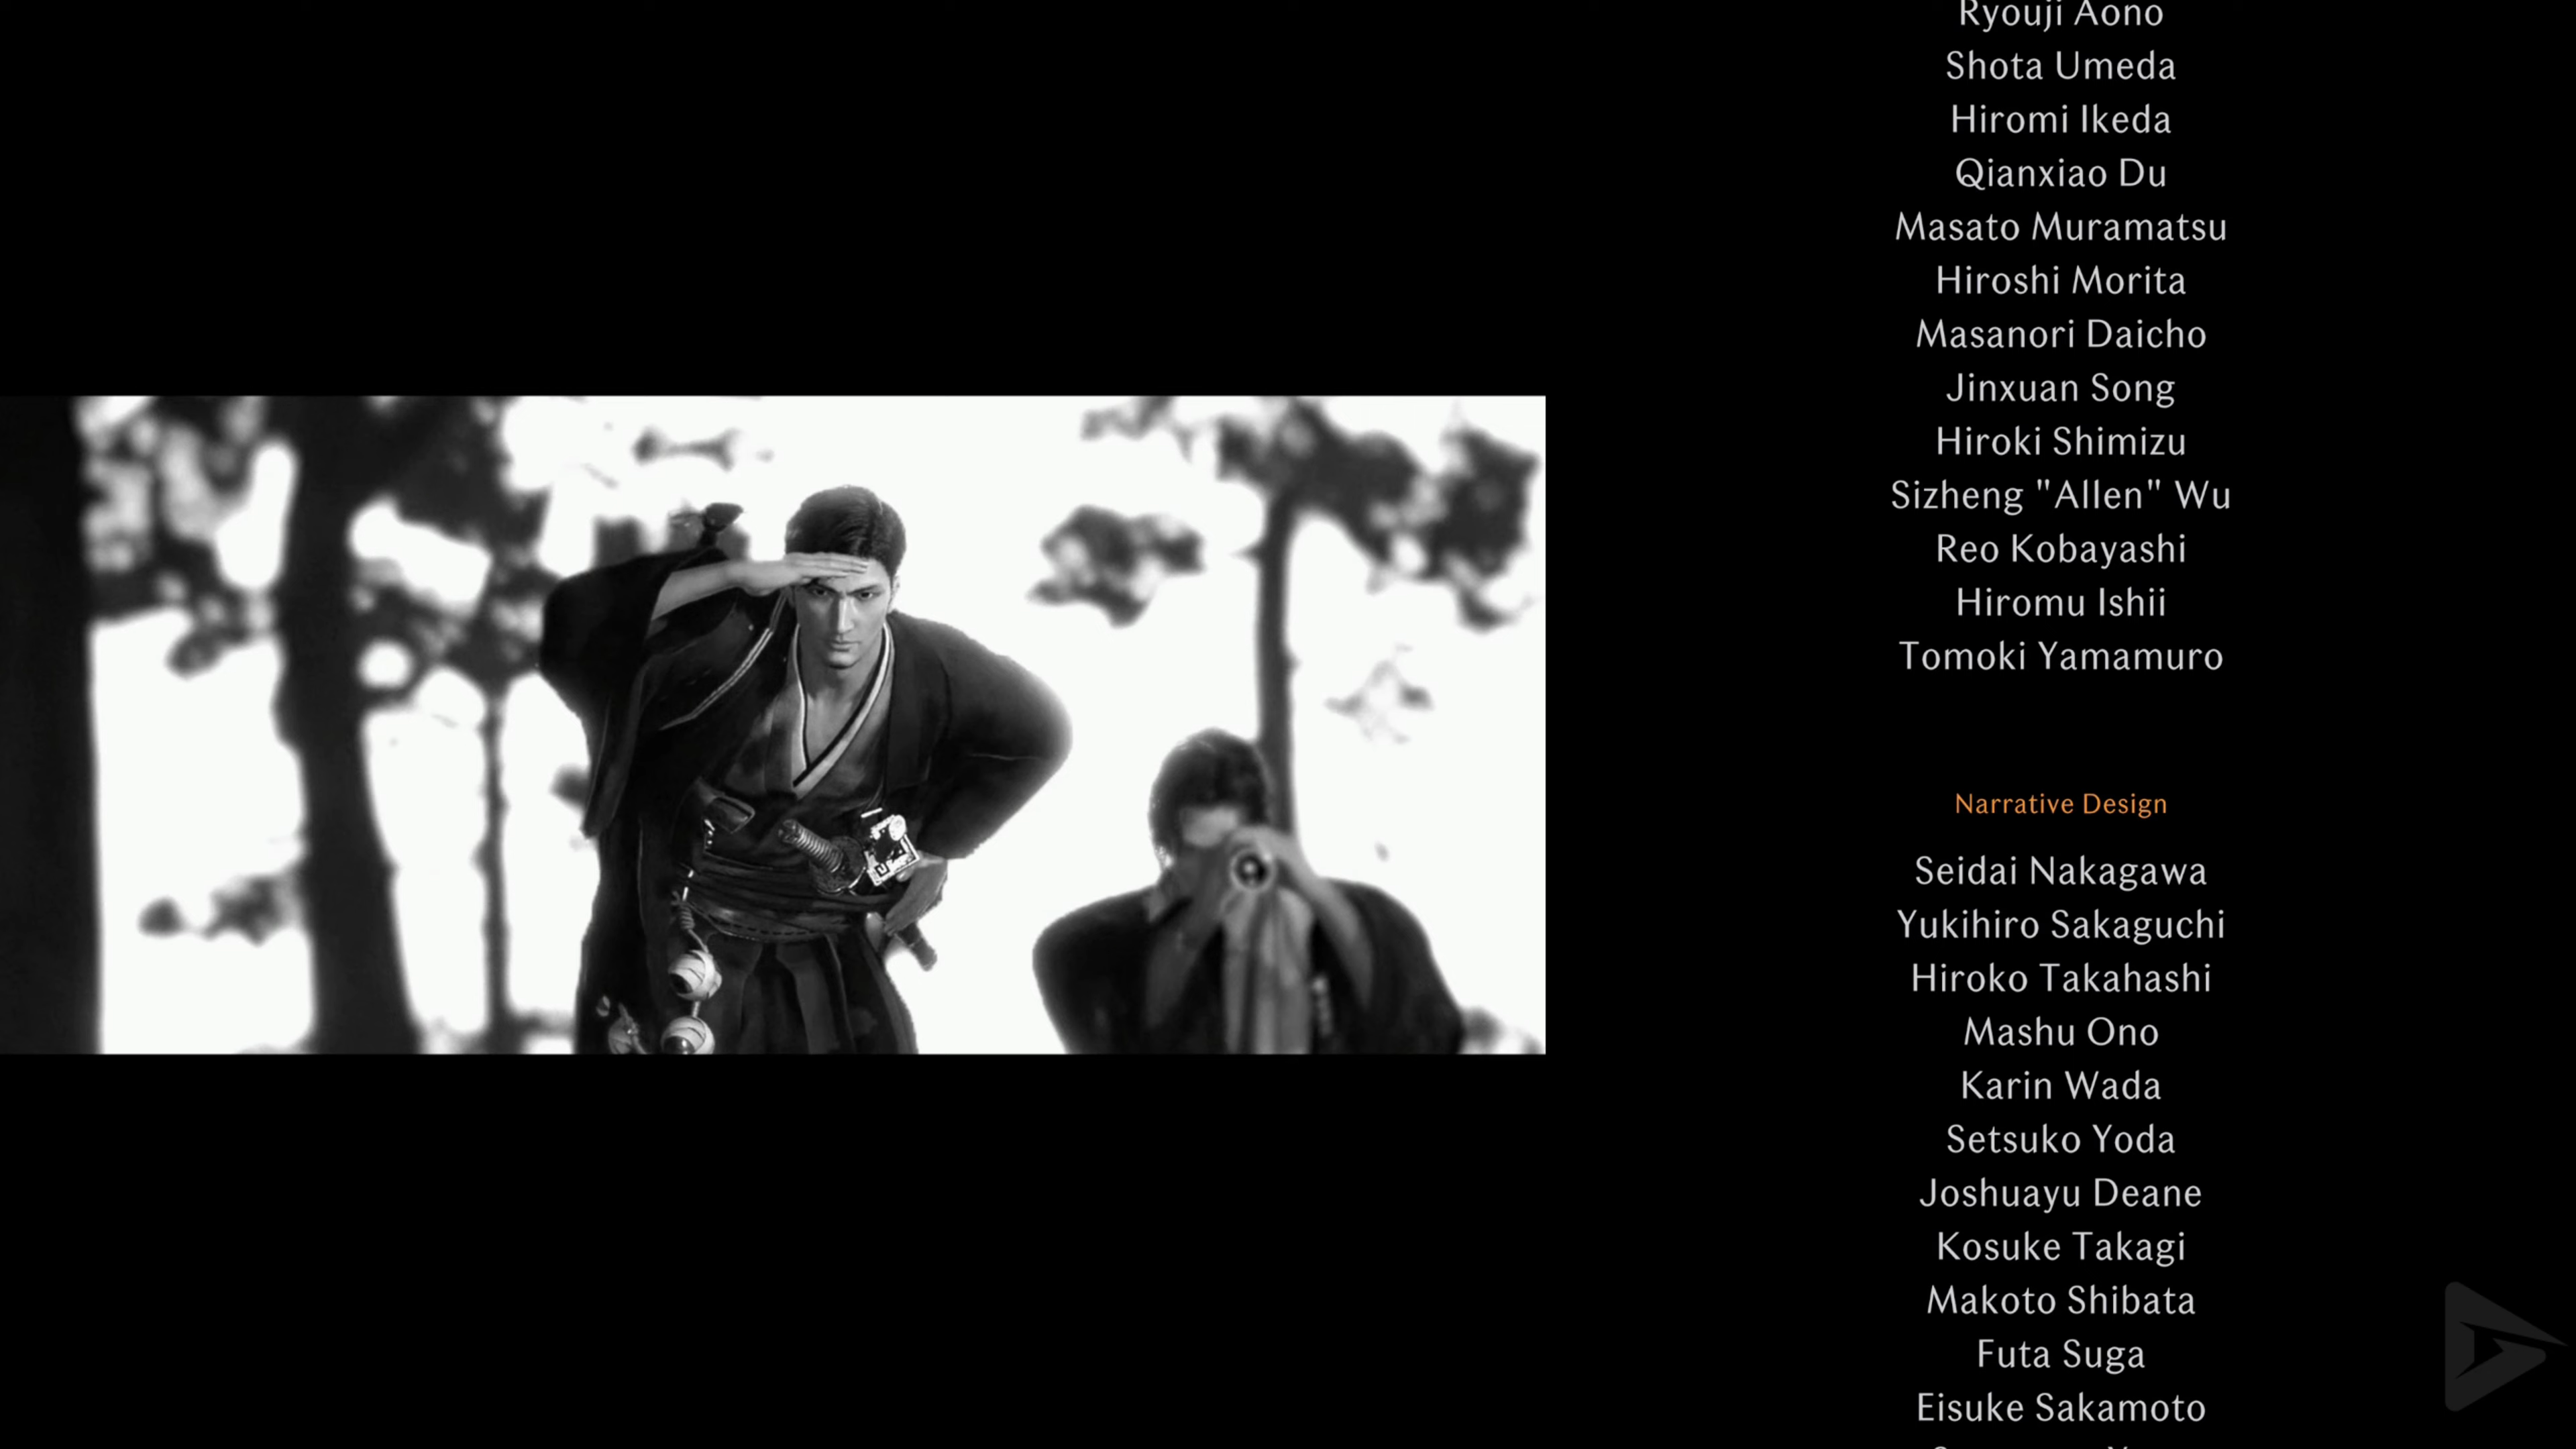 Ryouji Aono
Shota Umeda
Hiromi Ikeda
Qianxiao Du
Masato Muramatsu
Hiroshi Morita
Masanori Daicho
Jinxuan Song
Hiroki Shimizu
Sizheng "Allen" Wu
Reo Kobayashi
Hiromu Ishii
Tomoki Yamamuro
Narrative Design
Seidai Nakagawa
Yukihiro Sakaguchi
Hiroko Takahashi
Mashu Ono
Karin Wada
Setsuko Yoda
Joshuayu Deane
Kosuke Takagi
Makoto Shibata
Futa Suga
Eisuke Sakamoto